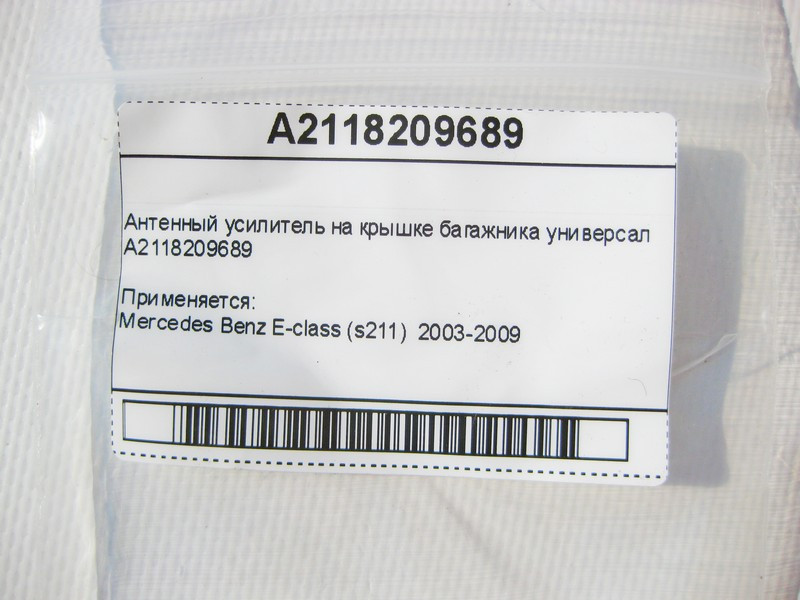 A2118209689
Антенный усилитель на крышке багажника универсал
A2118209689
Применяется:
Mercedes Benz E-class (s211) 2003-2009